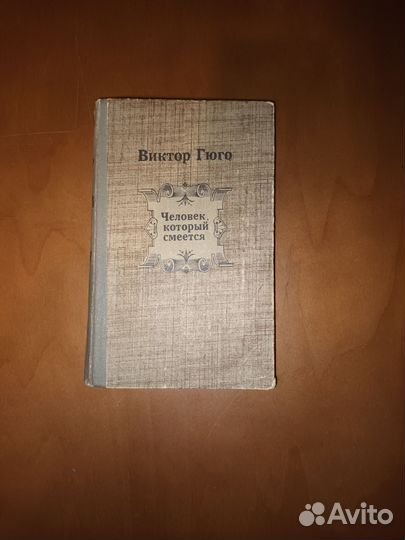 Виктор Гюго
Человек,
который
смеется
Avito